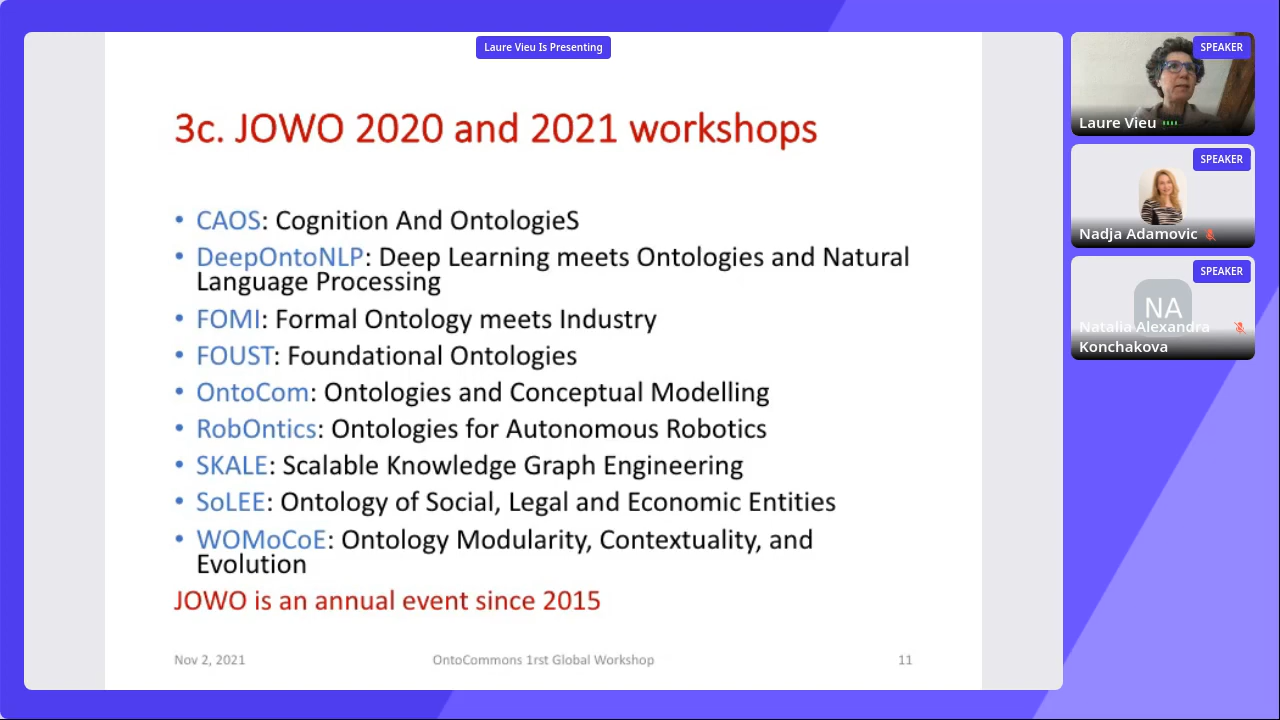 Laure Vieu Is Presenting
3c. JOWO 2020 and 2021 workshops
• CAOS: Cognition And OntologieS
• DeepOntoNLP: Deep Learning meets Ontologies and Natural
Language Processing
• FOMI: Formal Ontology meets Industry
• FOUST: Foundational Ontologies
• OntoCom: Ontologies and Conceptual Modelling
• RobOntics: Ontologies for Autonomous Robotics
• SKALE: Scalable Knowledge Graph Engineering
• SoLEE: Ontology of Social, Legal and Economic Entities
• WOMoCoE: Ontology Modularity, Contextuality, and
Evolution
JOWO is an annual event since 2015
Nov 2, 2021
OntoCommons 1rst Global Workshop
11
SPEAKER
Laure Vieu
SPEAKER
Nadja Adamovic
SPEAKER
NA
Natalia Alexandra
Konchakova